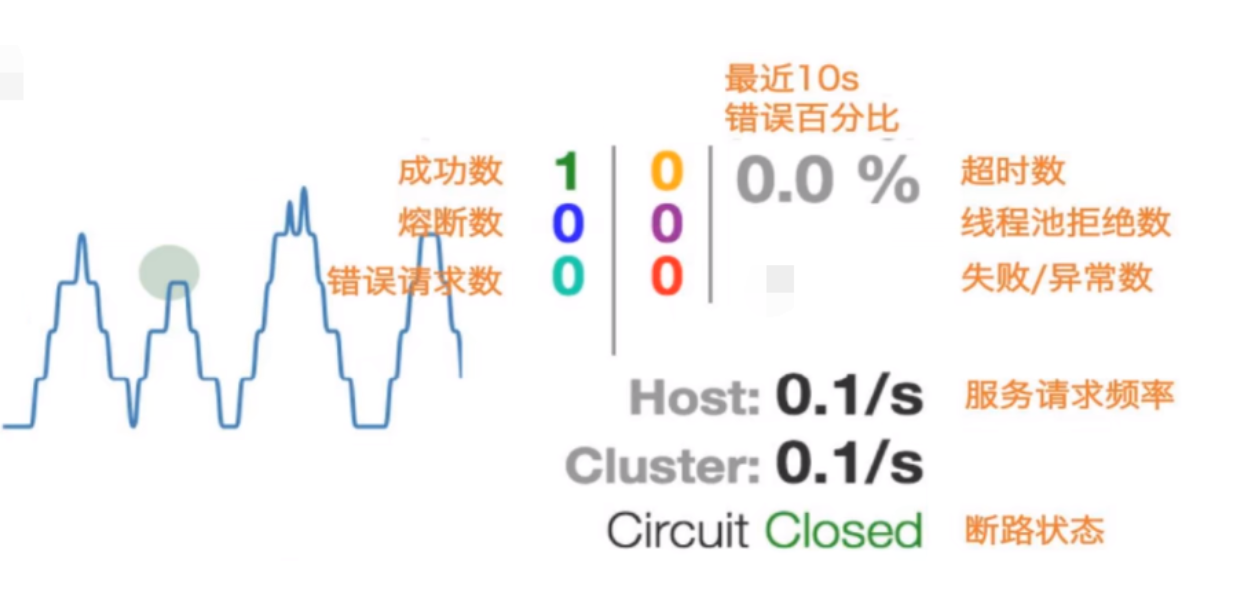 最近10s
错误百分比
成功数 1 0 0.0 % 超时数
熔断数 0 0 线程池拒绝数
错误请求数 0 0 失败/异常数
Host: 0.1/s 服务请求频率
Cluster: 0.1/s
Circuit Closed 断路状态